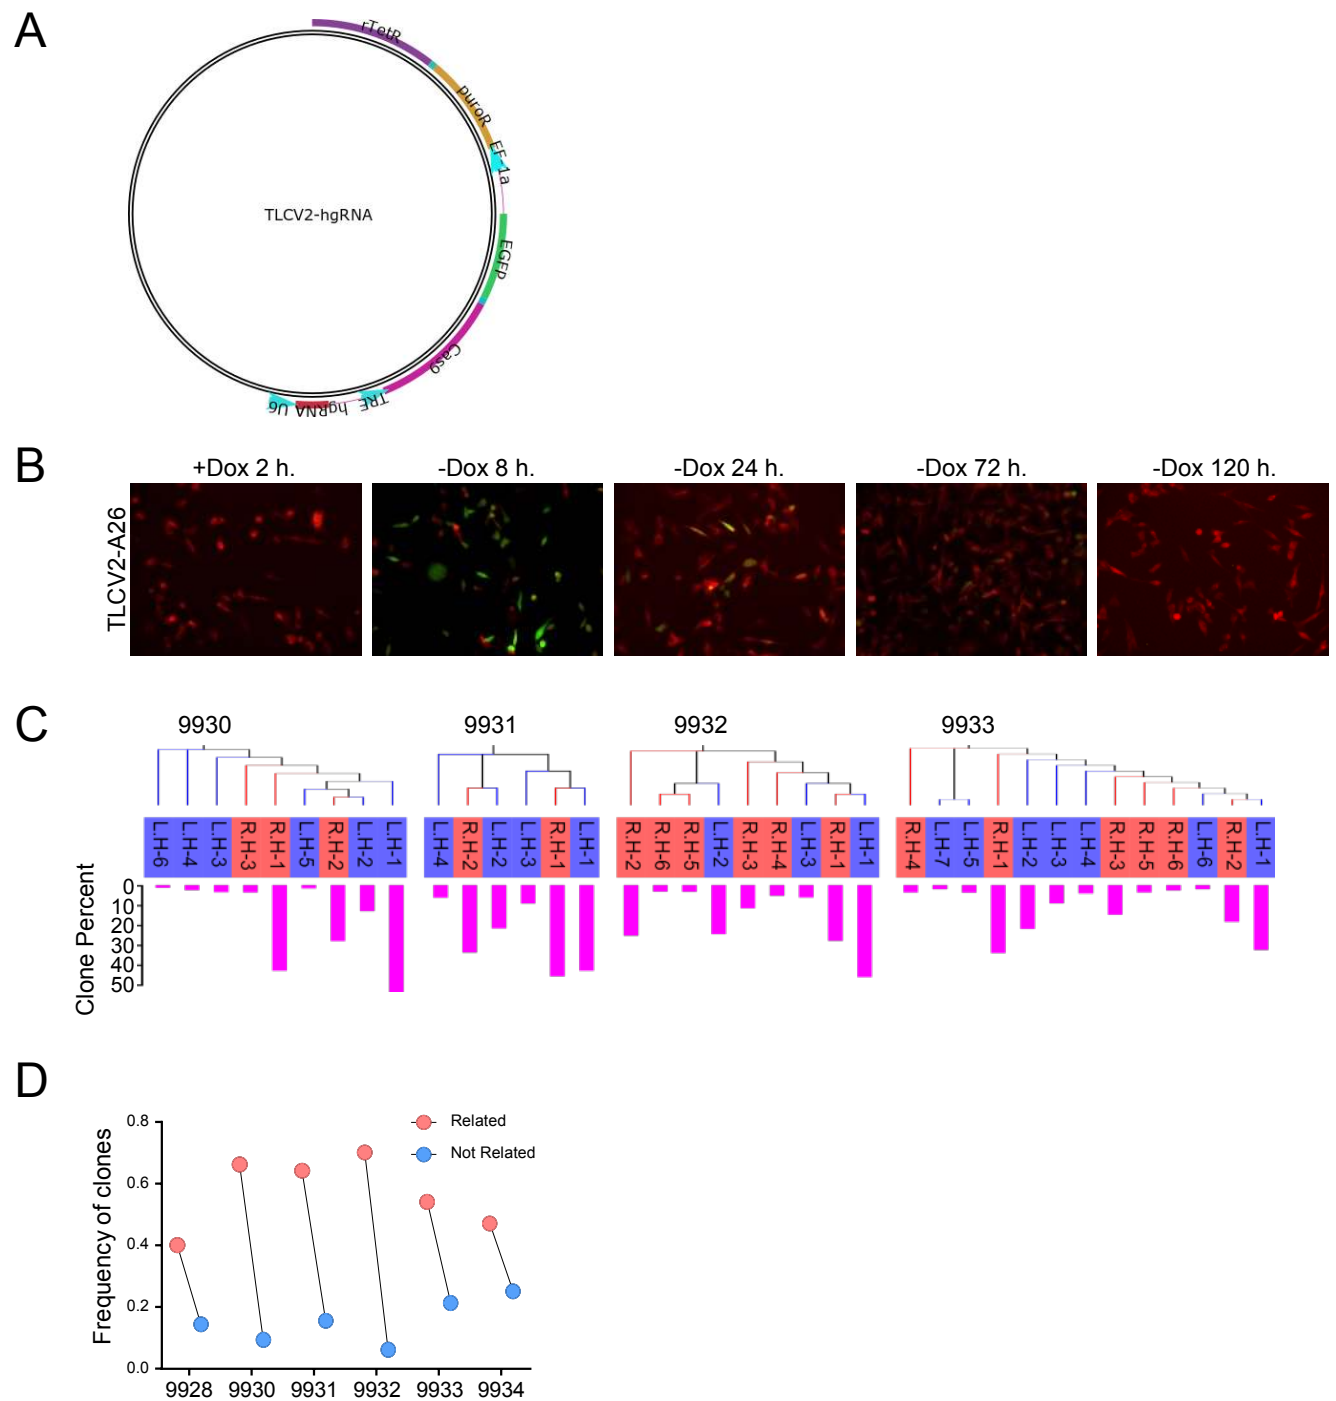 A
rTetR
puroR
EF-1a
TLCV2-hgRNA
EGFP
Cas9
TRE
hgRNA
U6
B
+Dox 2 h.
-Dox 8 h.
-Dox 24 h.
-Dox 72 h.
-Dox 120 h.
TLCV2-A26
C
9930
9931
9932
9933
L.H-6 L.H-4 L.H-3 R.H-3 R.H-1 L.H-5 R.H-2 L.H-2 L.H-1
L.H-4 R.H-2 L.H-2 L.H-3 R.H-1 L.H-1
R.H-2 R.H-6 R.H-5 L.H-2 R.H-3 R.H-4 L.H-3 R.H-1 L.H-1
R.H-4 L.H-7 L.H-5 R.H-1 L.H-2 L.H-3 L.H-4 R.H-3 R.H-5 R.H-6 L.H-6 R.H-2 L.H-1
Clone Percent
0
10
20
30
40
50
D
Frequency of clones
0.8
0.6
0.4
0.2
0.0
Related
Not Related
9928 9930 9931 9932 9933 9934